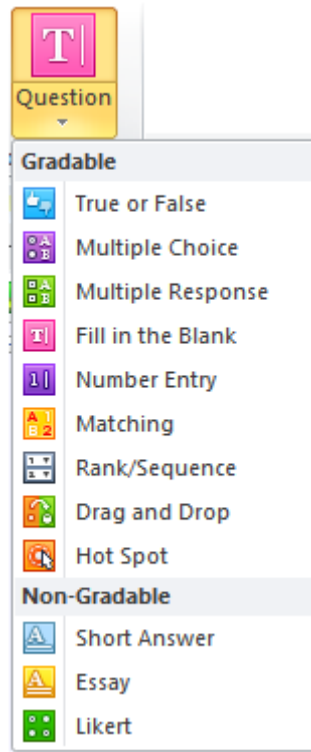 Question
Gradable
True or False
Multiple Choice
Multiple Response
Fill in the Blank
Number Entry
Matching
Rank/Sequence
Drag and Drop
Hot Spot
Non-Gradable
Short Answer
Essay
Likert